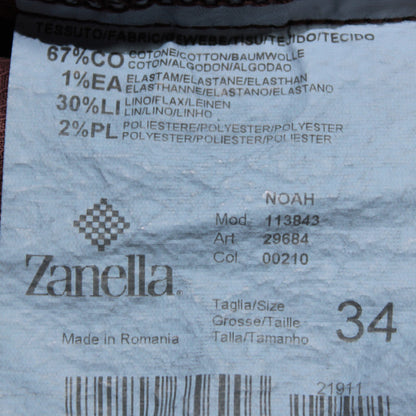 TESSUTO/FABRIC/GEWEBE/TISU/TEJIDO/TECIDO
67%CO COTONE/COTTON/BAUMWOLLE
COTON/ALGODON/ALGODAO
1%EA ELASTAM/ELASTANE/ELASTHAN
ELASTHANNE/ELASTANO/ELASTANO
30%LI LINO/FLAX/LEINEN
LIN/LINO/LINHO
2%PL POLIESTERE/POLYESTER/POLYESTER
POLYESTER/POLYESTER/POLYESTER
NOAH
Mod. 113843
Art. 29684
Col. 00210
Zanella®
Taglia/Size
Grosse/Taille
Talla/Tamanho
34
Made in Romania
21911